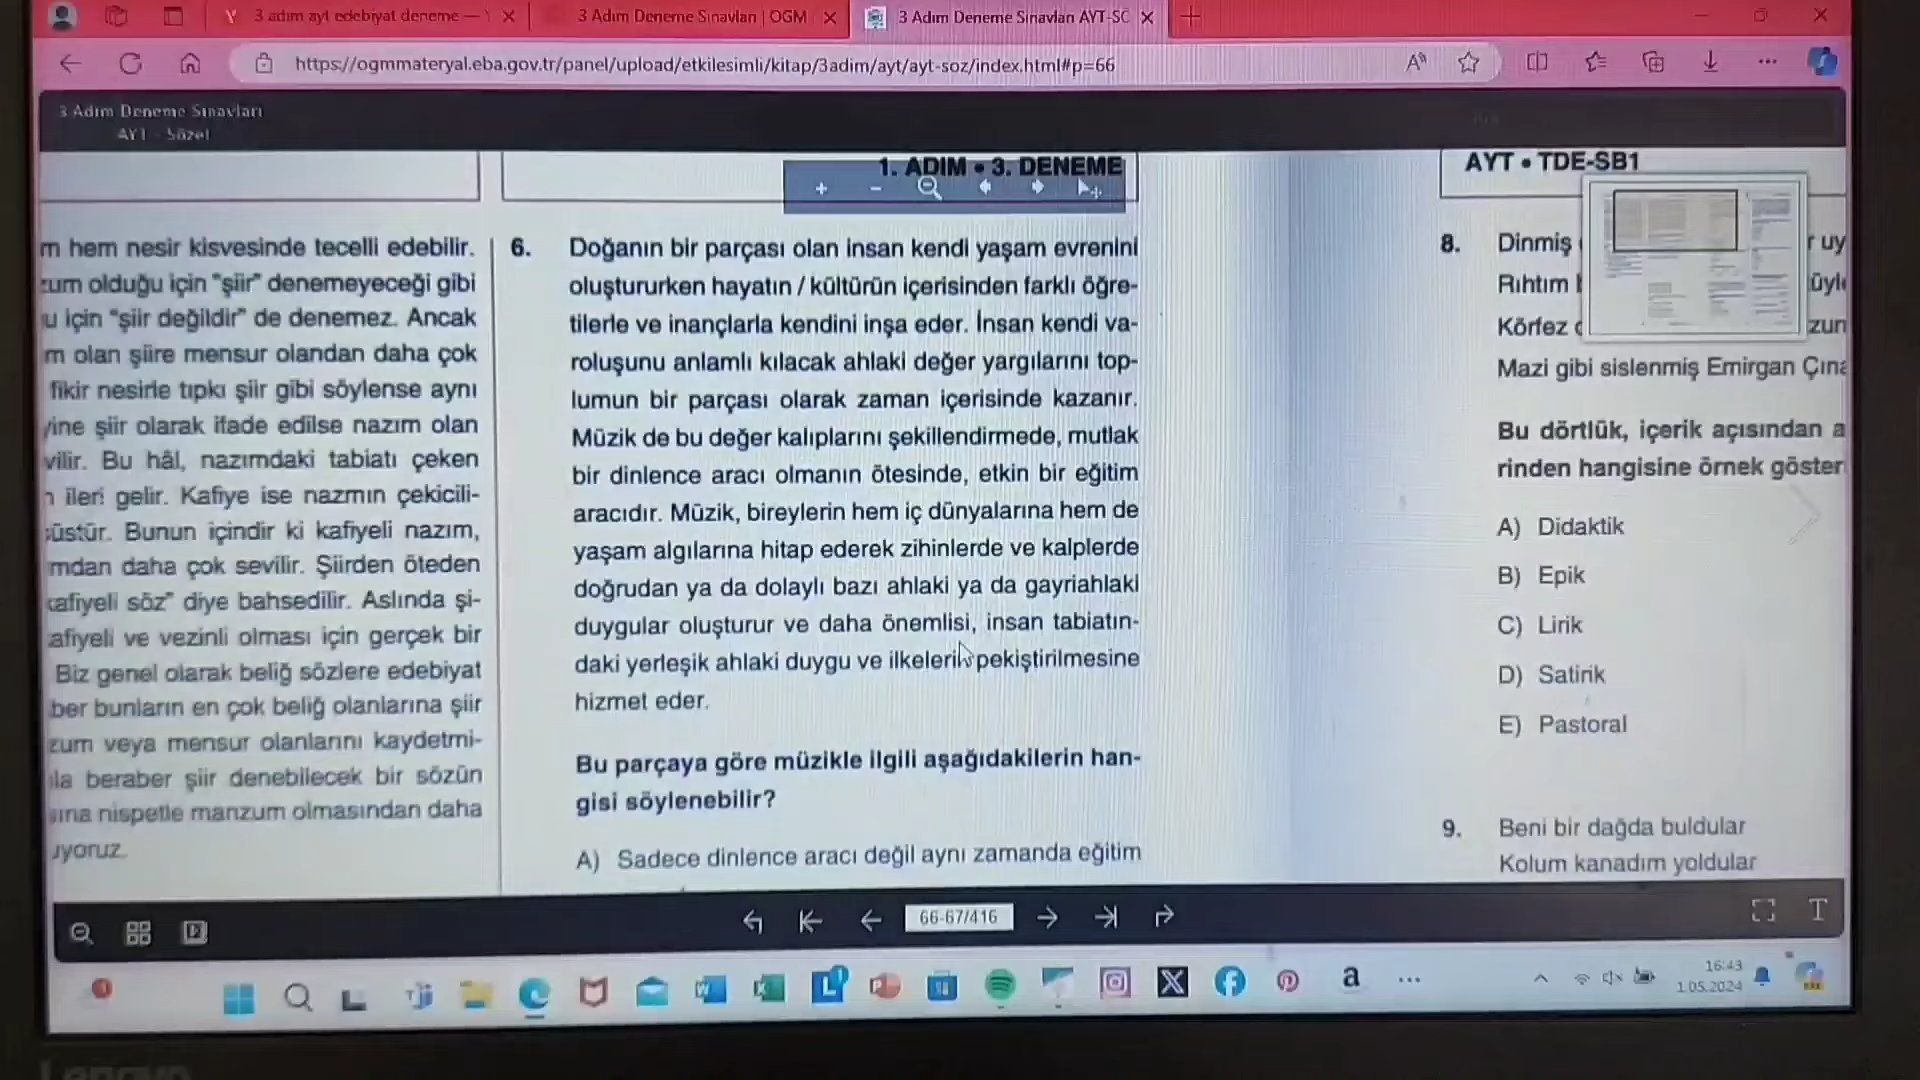 3 adım ayt edebiyat deneme —
3 Adım Deneme Sınavları | OGM
3 Adım Deneme Sınavları AYT-SÖ
https://ogmmateryal.eba.gov.tr/panel/upload/etkilesimli/kitap/3adim/ayt/ayt-soz/index.html#p=66
3 Adım Deneme Sınavları
AYT - Sözel
m hem nesir kisvesinde tecelli edebilir.
zum olduğu için "şiir" denemeyeceği gibi
u için "şiir değildir" de denemez. Ancak
m olan şiire mensur olandan daha çok
fikir nesirle tıpkı şiir gibi söylense aynı
yine şiir olarak ifade edilse nazım olan
vilir. Bu hâl, nazımdaki tabiatı çeken
n ileri gelir. Kafiye ise nazmın çekicili-
üstür. Bunun içindir ki kafiyeli nazım,
mdan daha çok sevilir. Şiirden öteden
kafiyeli söz" diye bahsedilir. Aslında şi-
afiyeli ve vezinli olması için gerçek bir
Biz genel olarak beliğ sözlere edebiyat
ber bunların en çok beliğ olanlarına şiir
zum veya mensur olanlarını kaydetmi-
la beraber şiir denebilecek bir sözün
ına nispetle manzum olmasından daha
uyoruz.
1. ADIM • 3. DENEME
6. Doğanın bir parçası olan insan kendi yaşam evrenini
oluştururken hayatın / kültürün içerisinden farklı öğre-
tilerle ve inançlarla kendini inşa eder. İnsan kendi va-
roluşunu anlamlı kılacak ahlaki değer yargılarını top-
lumun bir parçası olarak zaman içerisinde kazanır.
Müzik de bu değer kalıplarını şekillendirmede, mutlak
bir dinlence aracı olmanın ötesinde, etkin bir eğitim
aracıdır. Müzik, bireylerin hem iç dünyalarına hem de
yaşam algılarına hitap ederek zihinlerde ve kalplerde
doğrudan ya da dolaylı bazı ahlaki ya da gayriahlaki
duygular oluşturur ve daha önemlisi, insan tabiatın-
daki yerleşik ahlaki duygu ve ilkelerin pekiştirilmesine
hizmet eder.
Bu parçaya göre müzikle ilgili aşağıdakilerin han-
gisi söylenebilir?
A) Sadece dinlence aracı değil aynı zamanda eğitim
AYT • TDE-SB1
8. Dinmiş r uy
Rıhtım üyle
Körfez zun
Mazi gibi sislenmiş Emirgan Çına
Bu dörtlük, içerik açısından a
rinden hangisine örnek göster
A) Didaktik
B) Epik
C) Lirik
D) Satirik
E) Pastoral
9. Beni bir dağda buldular
Kolum kanadım yoldular
66-67/416
16:43
1.05.2024
Lenovo